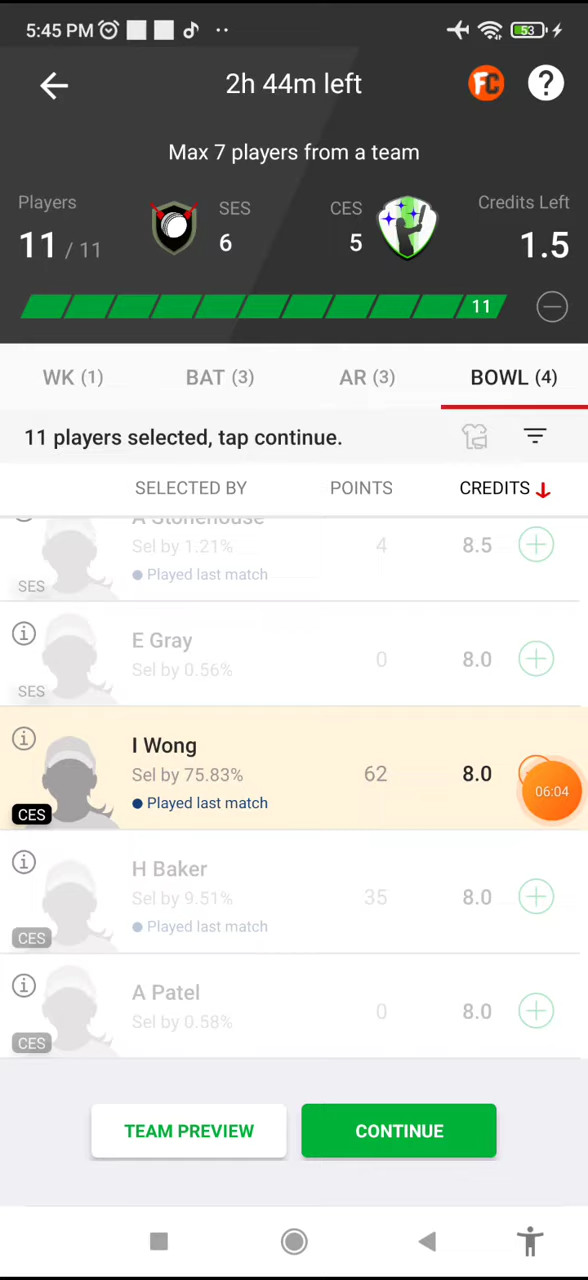 5:45 PM
53
2h 44m left
FC
?
Max 7 players from a team
Players
11 / 11
SES
6
CES
5
Credits Left
1.5
11
WK (1)
BAT (3)
AR (3)
BOWL (4)
11 players selected, tap continue.
SELECTED BY
POINTS
CREDITS
A Stonehouse
Sel by 1.21%
4
8.5
Played last match
SES
E Gray
Sel by 0.56%
0
8.0
SES
I Wong
Sel by 75.83%
62
8.0
06:04
Played last match
CES
H Baker
Sel by 9.51%
35
8.0
Played last match
CES
A Patel
Sel by 0.58%
0
8.0
CES
TEAM PREVIEW
CONTINUE